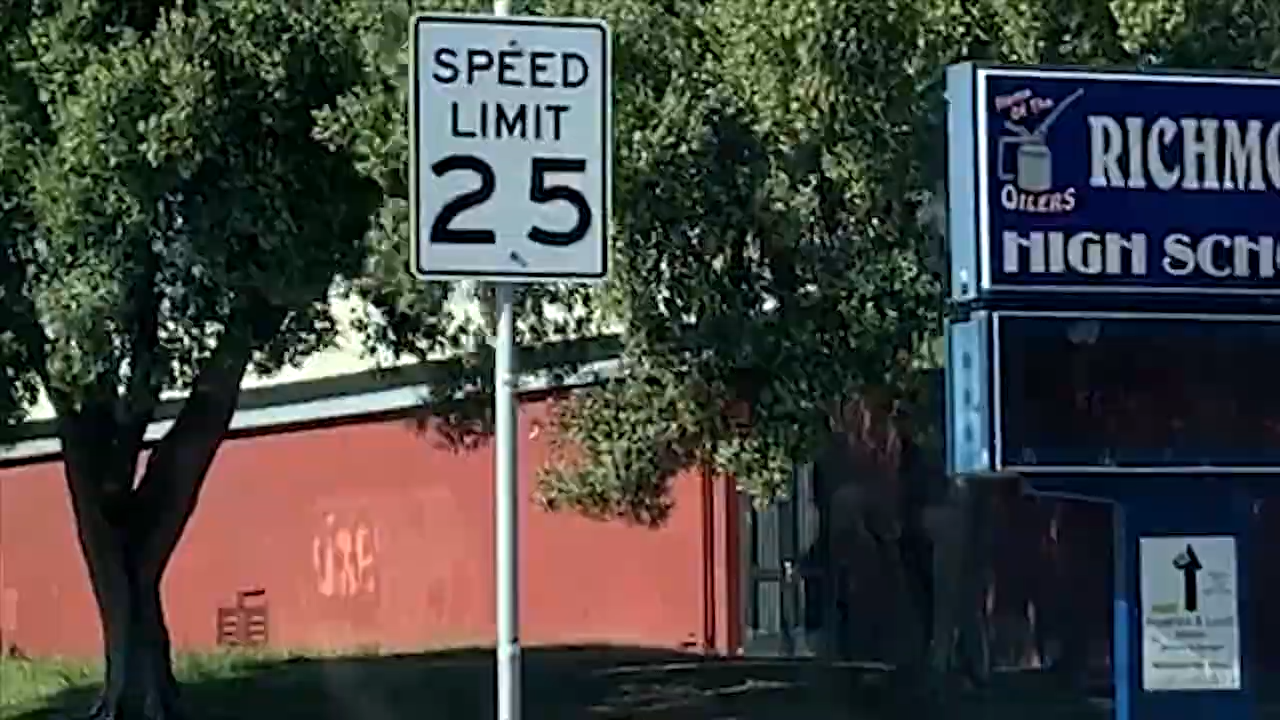 SPEED
LIMIT
25
Home
Of The
OILERS
RICHMO
HIGH SCH